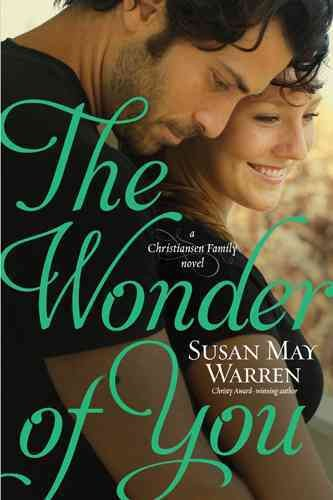 The
a
Christiansen Family
novel
Wonder
SUSAN MAY
WARREN
Christy Award-winning author
of You